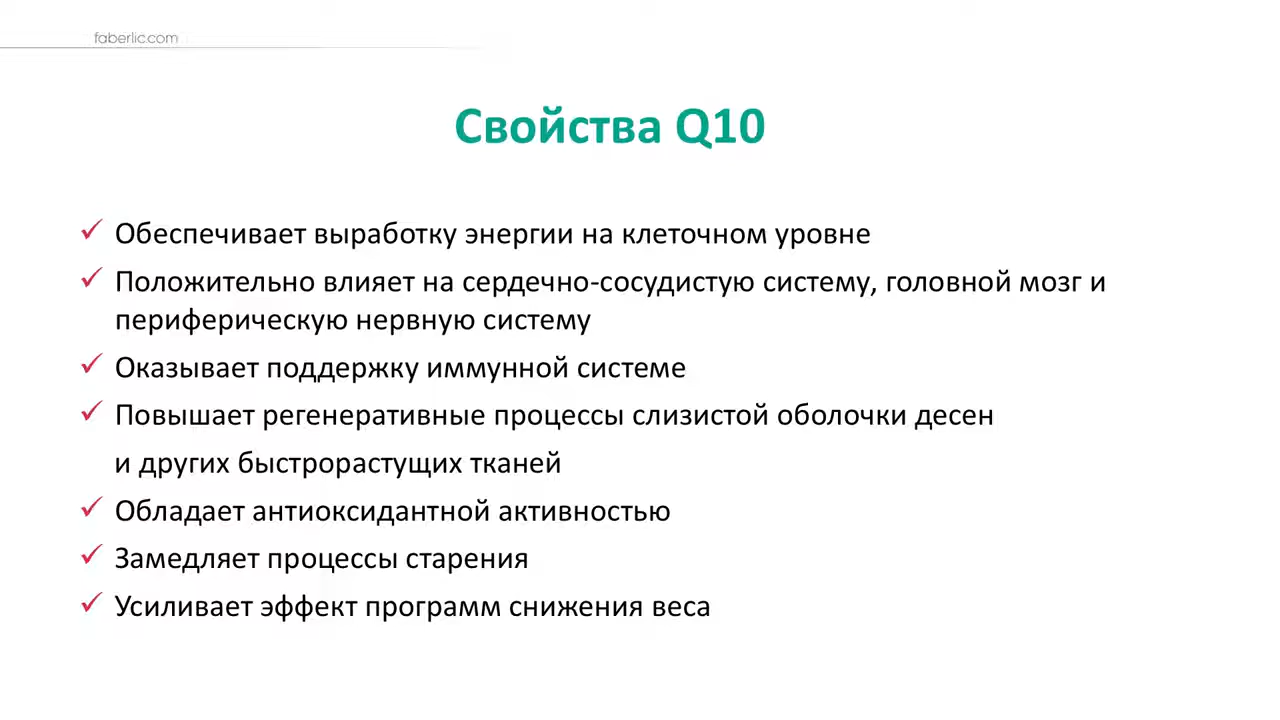 faberlic.com
Свойства Q10
Обеспечивает выработку энергии на клеточном уровне
Положительно влияет на сердечно-сосудистую систему, головной мозг и
периферическую нервную систему
Оказывает поддержку иммунной системе
Повышает регенеративные процессы слизистой оболочки десен
и других быстрорастущих тканей
Обладает антиоксидантной активностью
Замедляет процессы старения
Усиливает эффект программ снижения веса